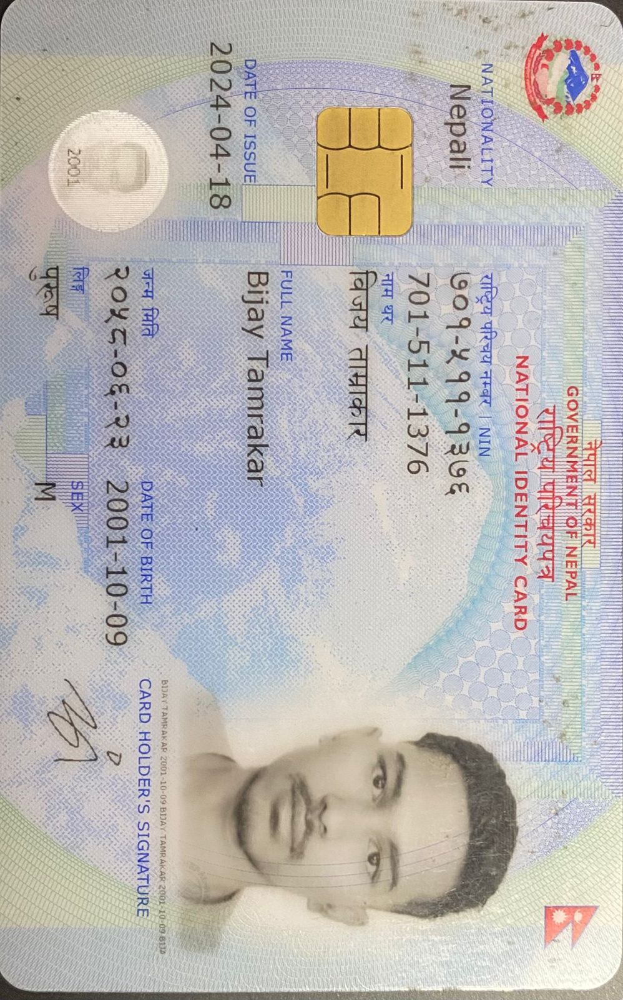 नेपाल सरकार
GOVERNMENT OF NEPAL
राष्ट्रिय परिचयपत्र
NATIONAL IDENTITY CARD
NATIONALITY
Nepali
राष्ट्रिय परिचय नम्बर | NIN
७०१-५११-१३७६
701-511-1376
नाम थर
विजय ताम्राकार
FULL NAME
Bijay Tamrakar
DATE OF ISSUE
2024-04-18
जन्म मिति DATE OF BIRTH
२०५८-०६-२३ 2001-10-09
लिङ्ग SEX
पुरुष M
2001
BIJAY TAMRAKAR 2001-10-09 BIJAY TAMRAKAR 2001-10-09 BIJA
CARD HOLDER'S SIGNATURE